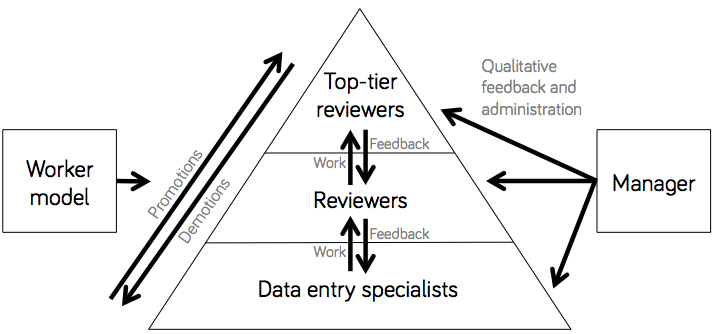 Top-tier
reviewers
Qualitative
feedback and
administration
Promotions
Demotions
Work
Feedback
Worker
model
Reviewers
Manager
Work
Feedback
Data entry specialists